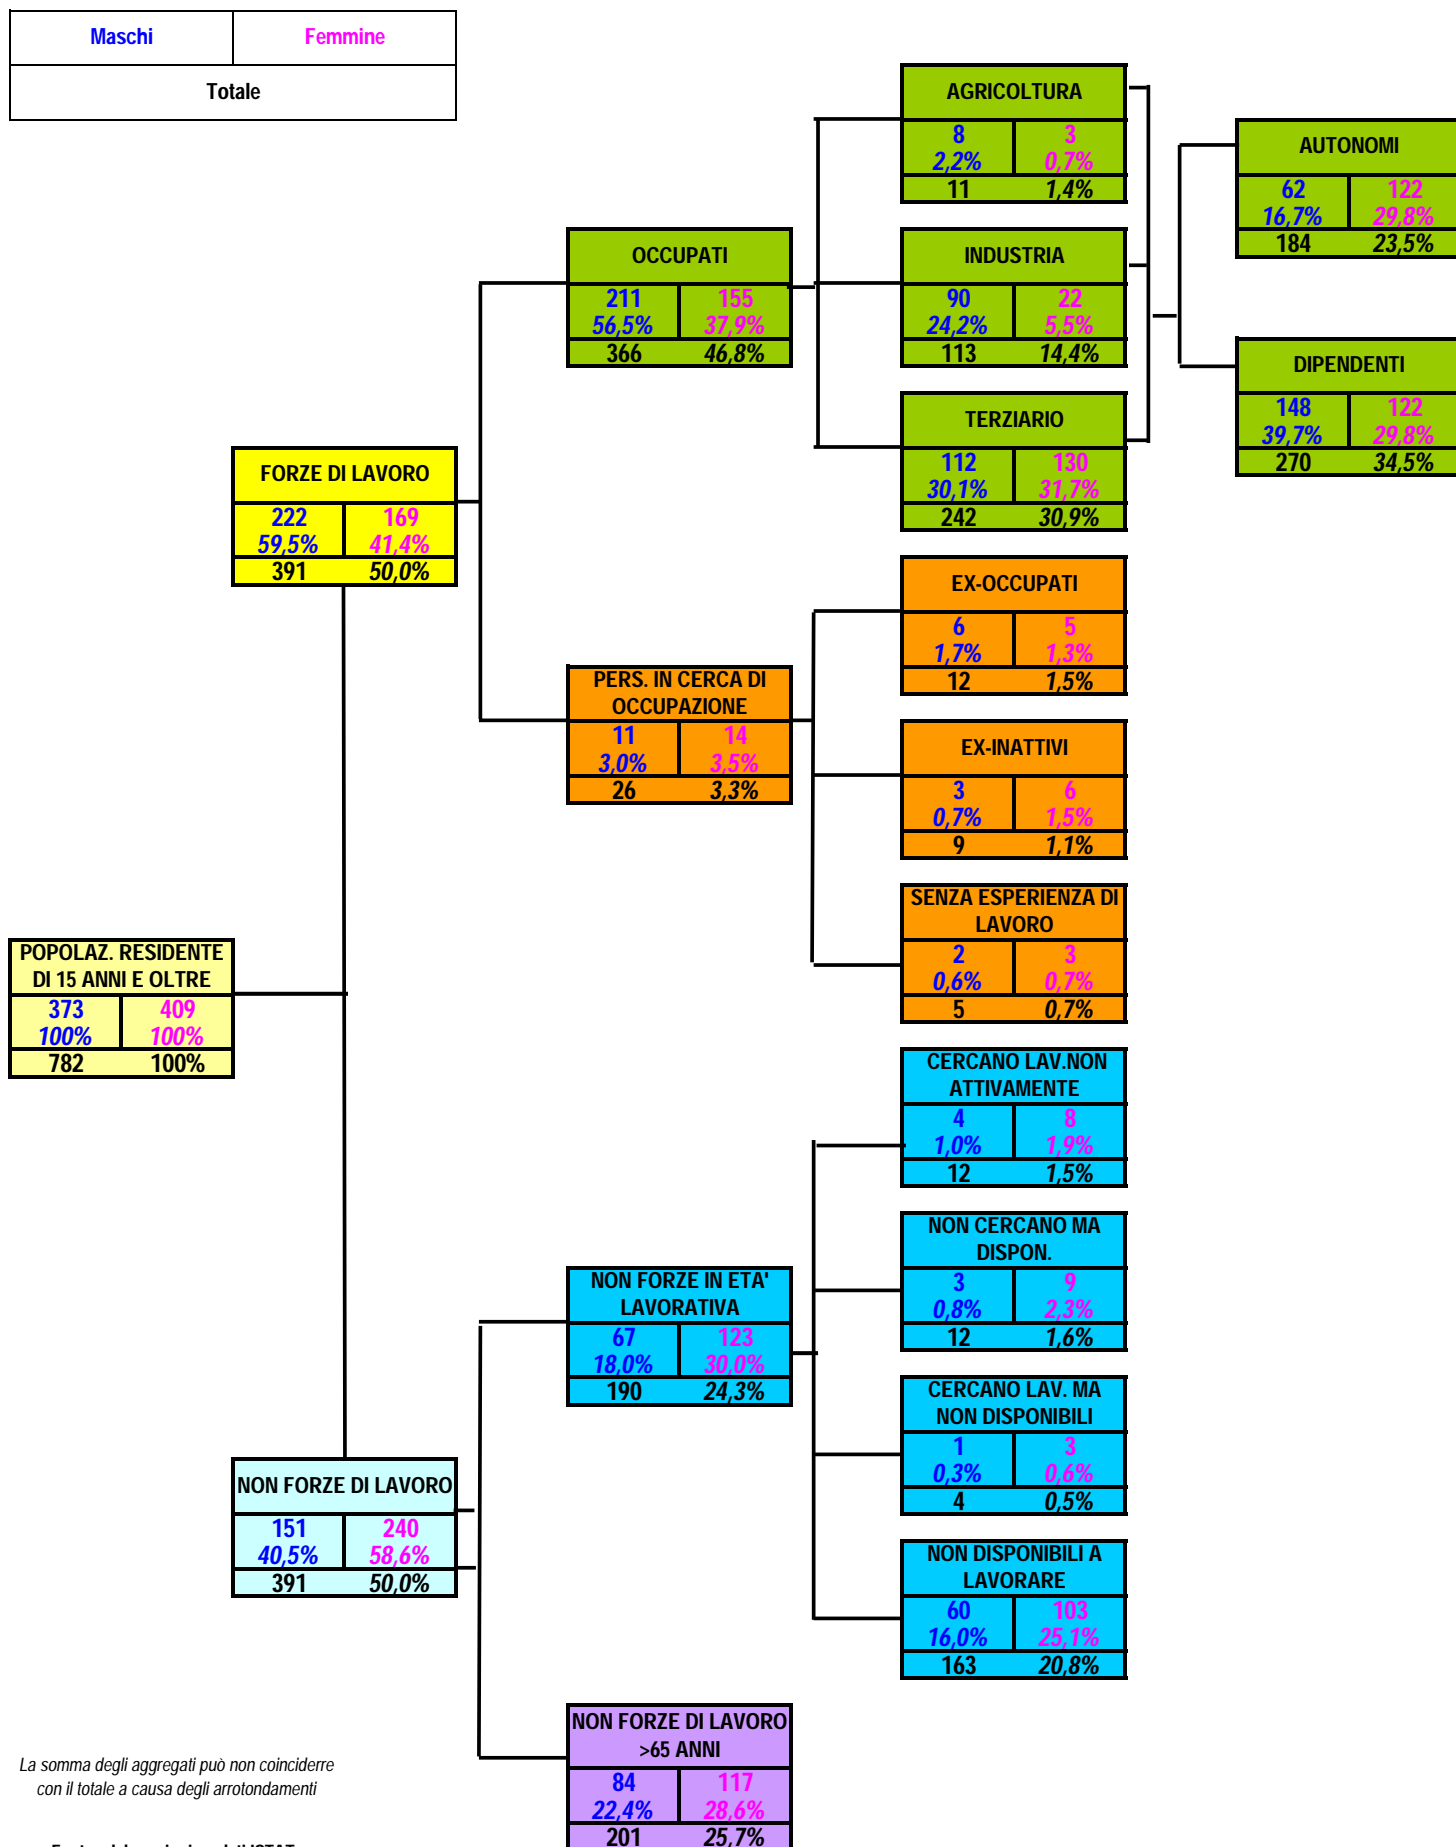 Maschi Femmine
Totale
AGRICOLTURA
8 3
2,2% 0,7%
11 1,4%
AUTONOMI
62 122
16,7% 29,8%
184 23,5%
OCCUPATI
211 155
56,5% 37,9%
366 46,8%
INDUSTRIA
90 22
24,2% 5,5%
113 14,4%
DIPENDENTI
148 122
39,7% 29,8%
270 34,5%
TERZIARIO
112 130
30,1% 31,7%
242 30,9%
FORZE DI LAVORO
222 169
59,5% 41,4%
391 50,0%
EX-OCCUPATI
6 5
1,7% 1,3%
12 1,5%
PERS. IN CERCA DI
OCCUPAZIONE
11 14
3,0% 3,5%
26 3,3%
EX-INATTIVI
3 6
0,7% 1,5%
9 1,1%
SENZA ESPERIENZA DI
LAVORO
2 3
0,6% 0,7%
5 0,7%
POPOLAZ. RESIDENTE
DI 15 ANNI E OLTRE
373 409
100% 100%
782 100%
CERCANO LAV.NON
ATTIVAMENTE
4 8
1,0% 1,9%
12 1,5%
NON CERCANO MA
DISPON.
3 9
0,8% 2,3%
12 1,6%
NON FORZE IN ETA'
LAVORATIVA
67 123
18,0% 30,0%
190 24,3%
CERCANO LAV. MA
NON DISPONIBILI
1 3
0,3% 0,6%
4 0,5%
NON FORZE DI LAVORO
151 240
40,5% 58,6%
391 50,0%
NON DISPONIBILI A
LAVORARE
60 103
16,0% 25,1%
163 20,8%
NON FORZE DI LAVORO
>65 ANNI
84 117
22,4% 28,6%
201 25,7%
La somma degli aggregati può non coinciderre
con il totale a causa degli arrotondamenti